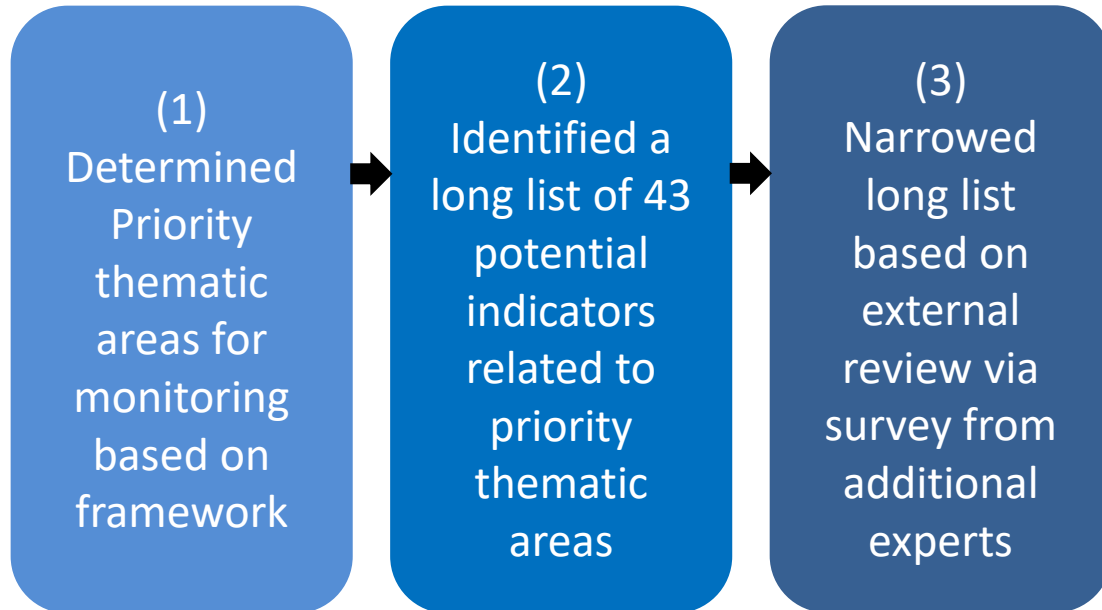 (1)
Determined
Priority
thematic
areas for
monitoring
based on
framework
(2)
Identified a
long list of 43
potential
indicators
related to
priority
thematic
areas
(3)
Narrowed
long list
based on
external
review via
survey from
additional
experts